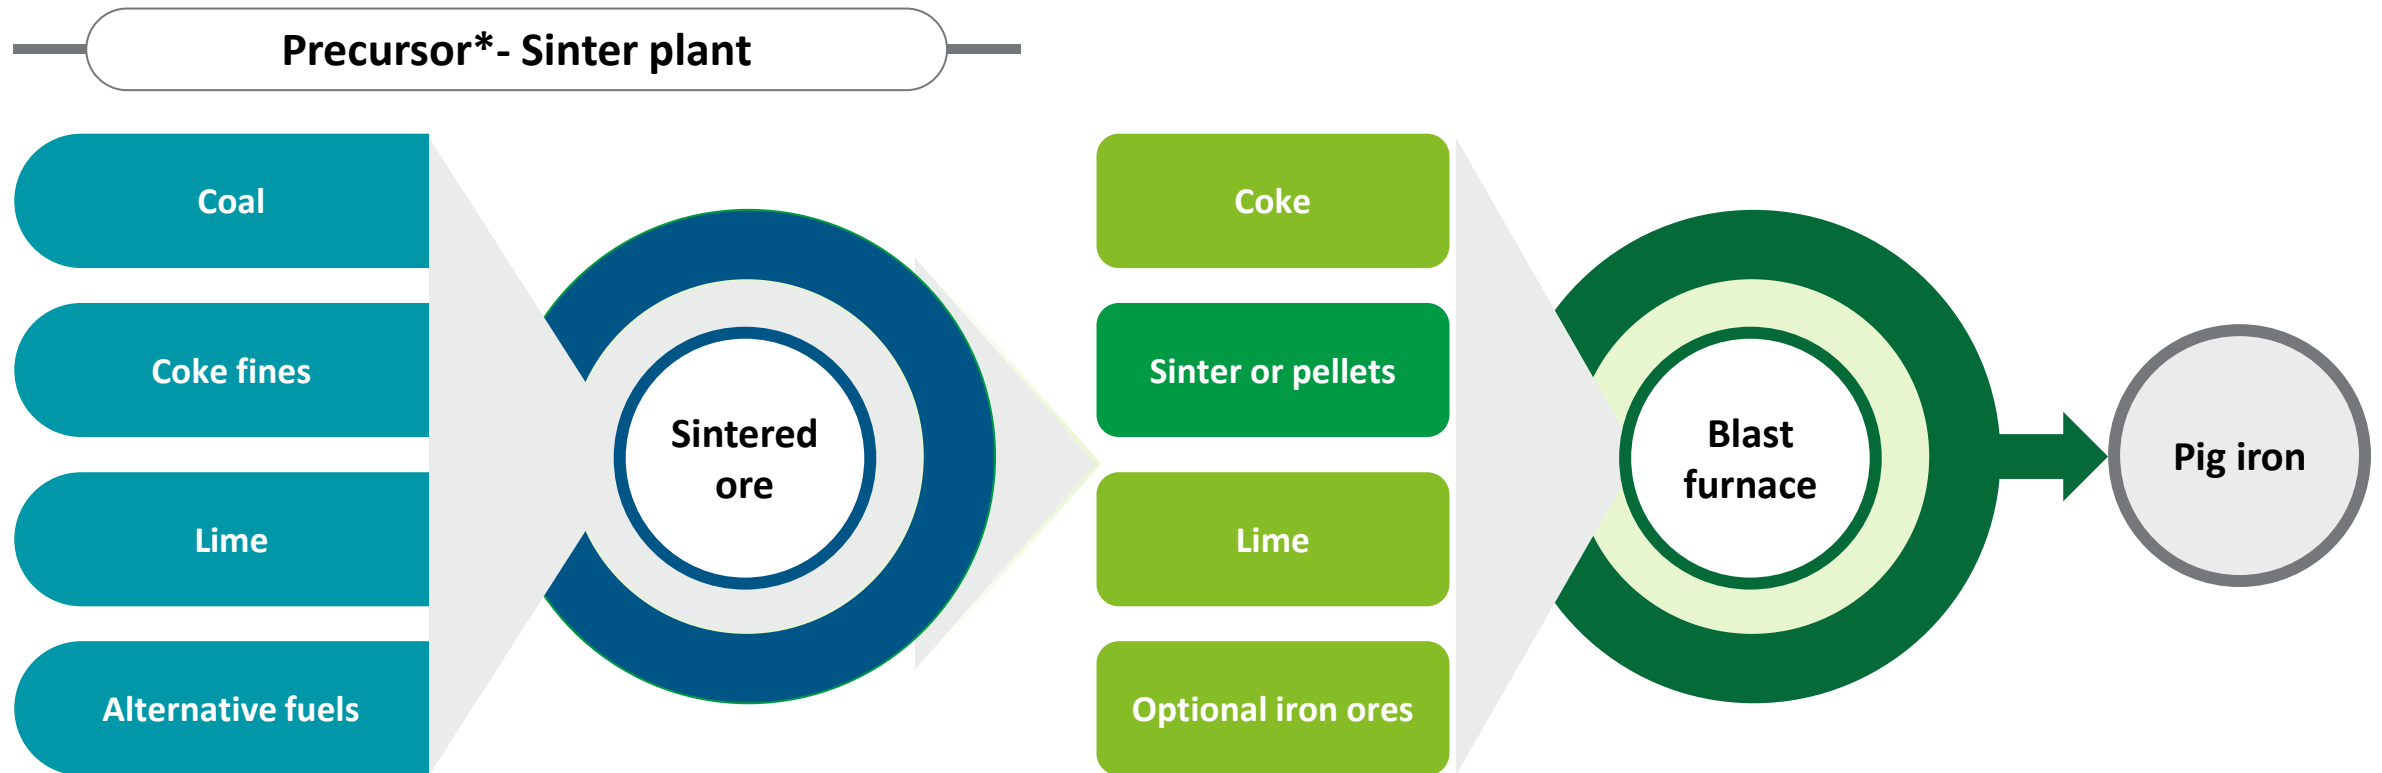 Precursor*- Sinter plant
Coal
Coke fines
Lime
Alternative fuels
Sintered
ore
Coke
Sinter or pellets
Lime
Optional iron ores
Blast
furnace
Pig iron